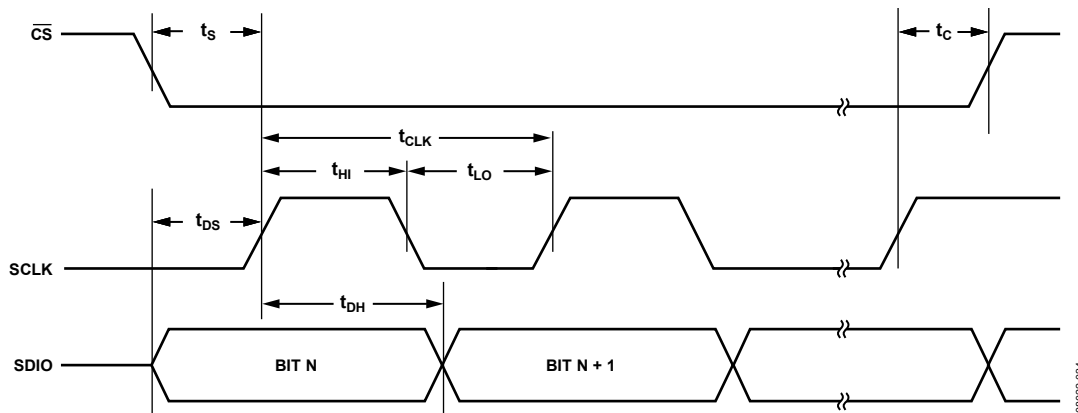 CS
tS
tC
tCLK
tHI
tLO
tDS
SCLK
tDH
SDIO
BIT N
BIT N + 1